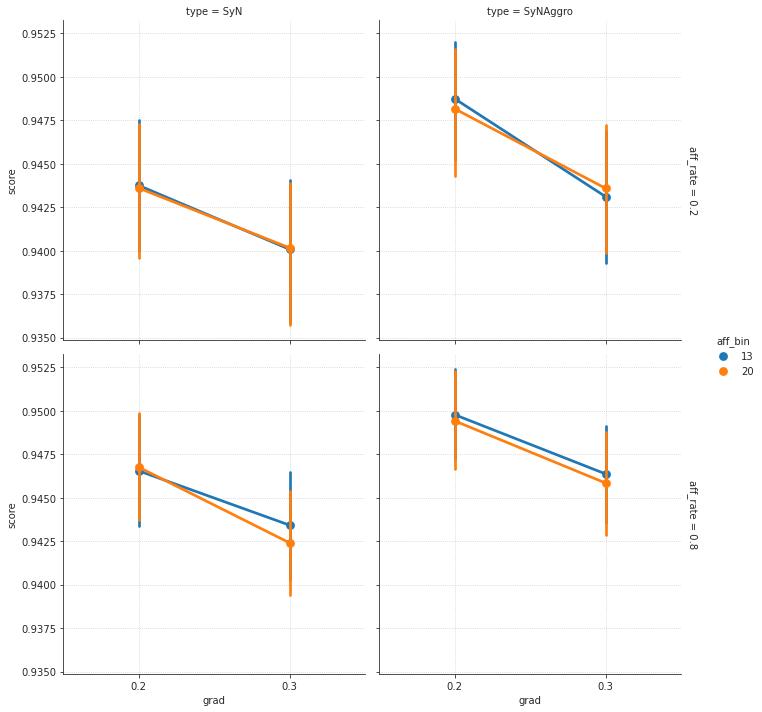 type = SyN
type = SyNAggro
0.9525
0.9500
0.9475
0.9450
0.9425
0.9400
0.9375
0.9350
score
aff_rate = 0.2
aff_bin
13
20
0.9525
0.9500
0.9475
0.9450
0.9425
0.9400
0.9375
0.9350
score
aff_rate = 0.8
0.2
0.3
0.2
0.3
grad
grad